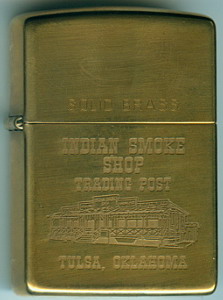 SOLID BRASS
INDIAN SMOKE
SHOP
TRADING POST
TULSA, OKLAHOMA